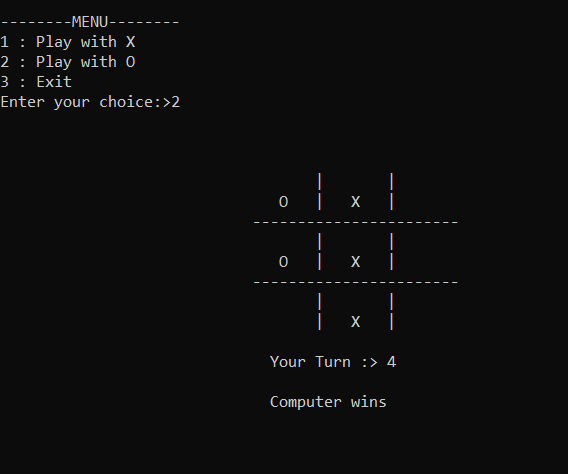 --------MENU--------
1 : Play with X
2 : Play with O
3 : Exit
Enter your choice:>2
| |
O | X |
-----------------------
| |
O | X |
-----------------------
| |
| X |
Your Turn :> 4
Computer wins